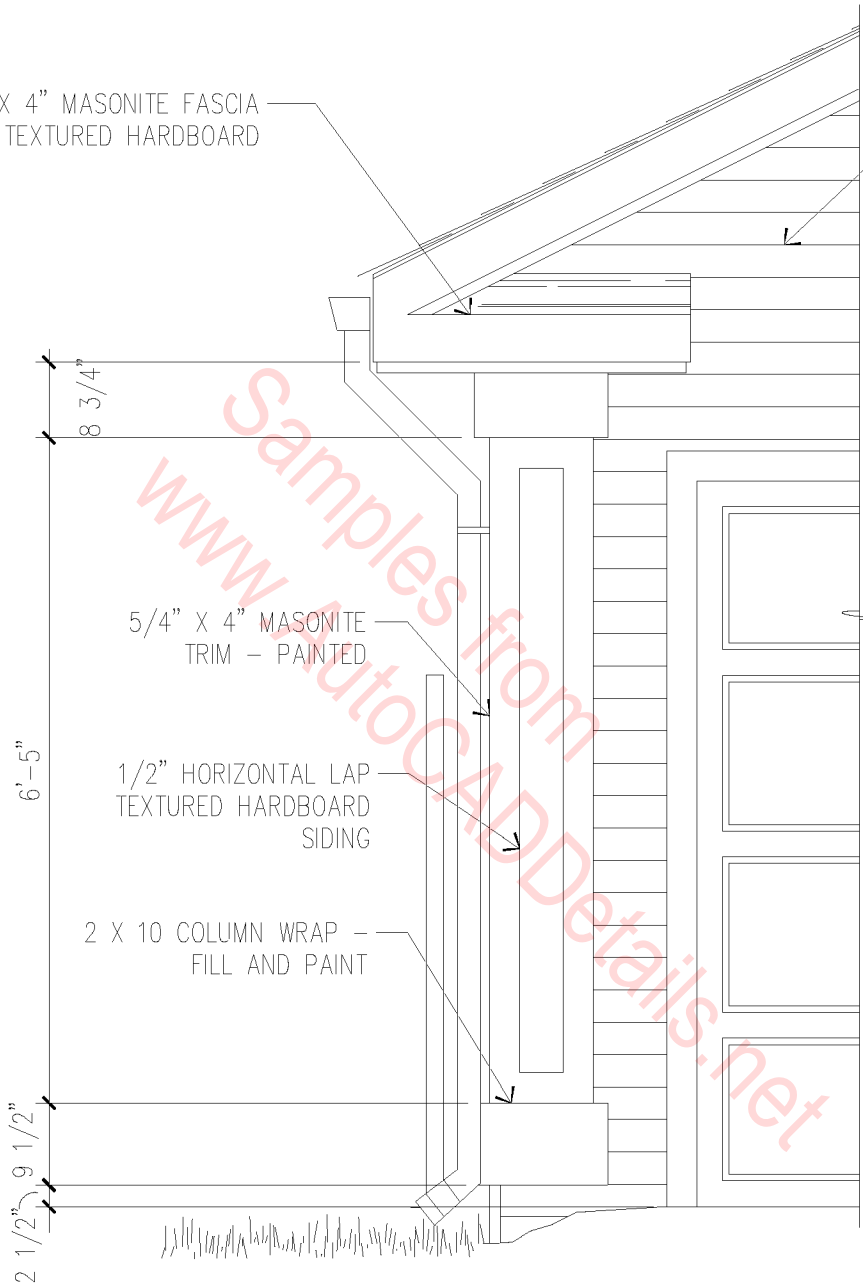 X 4" MASONITE FASCIA
TEXTURED HARDBOARD
8 3/4"
Samples from
www.AutoCADDetails.net
5/4" X 4" MASONITE
TRIM – PAINTED
6'-5"
1/2" HORIZONTAL LAP
TEXTURED HARDBOARD
SIDING
2 X 10 COLUMN WRAP –
FILL AND PAINT
9 1/2"
2 1/2"